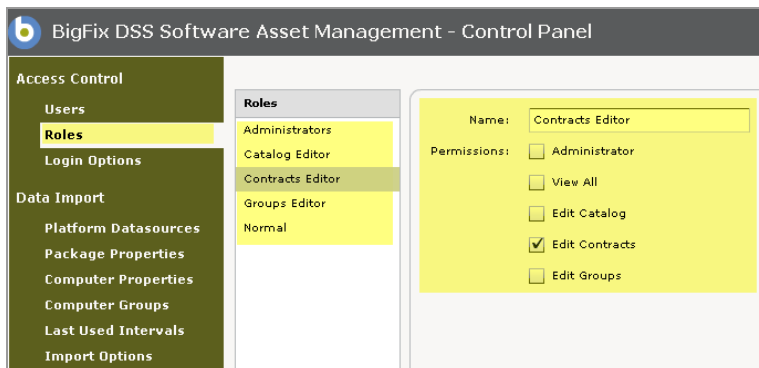 BigFix DSS Software Asset Management - Control Panel
Access Control
Users
Roles
Login Options
Data Import
Platform Datasources
Package Properties
Computer Properties
Computer Groups
Last Used Intervals
Import Options
Roles
Administrators
Catalog Editor
Contracts Editor
Groups Editor
Normal
Name: Contracts Editor
Permissions: Administrator
View All
Edit Catalog
Edit Contracts
Edit Groups